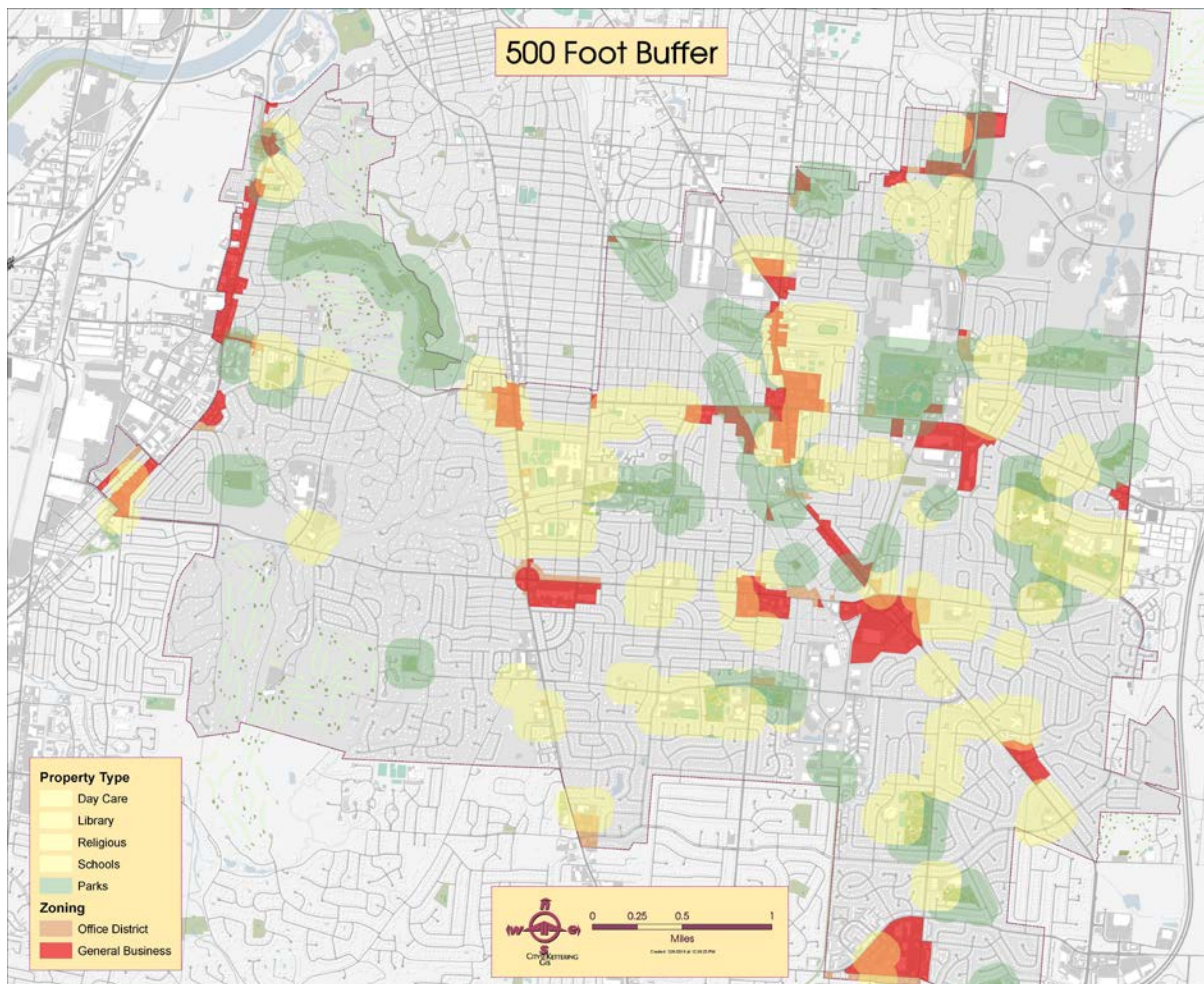 500 Foot Buffer
Property Type
Day Care
Library
Religious
Schools
Parks
Zoning
Office District
General Business
N
W
S
CITY of KETTERING
GIS
0 0.25 0.5 1
Miles